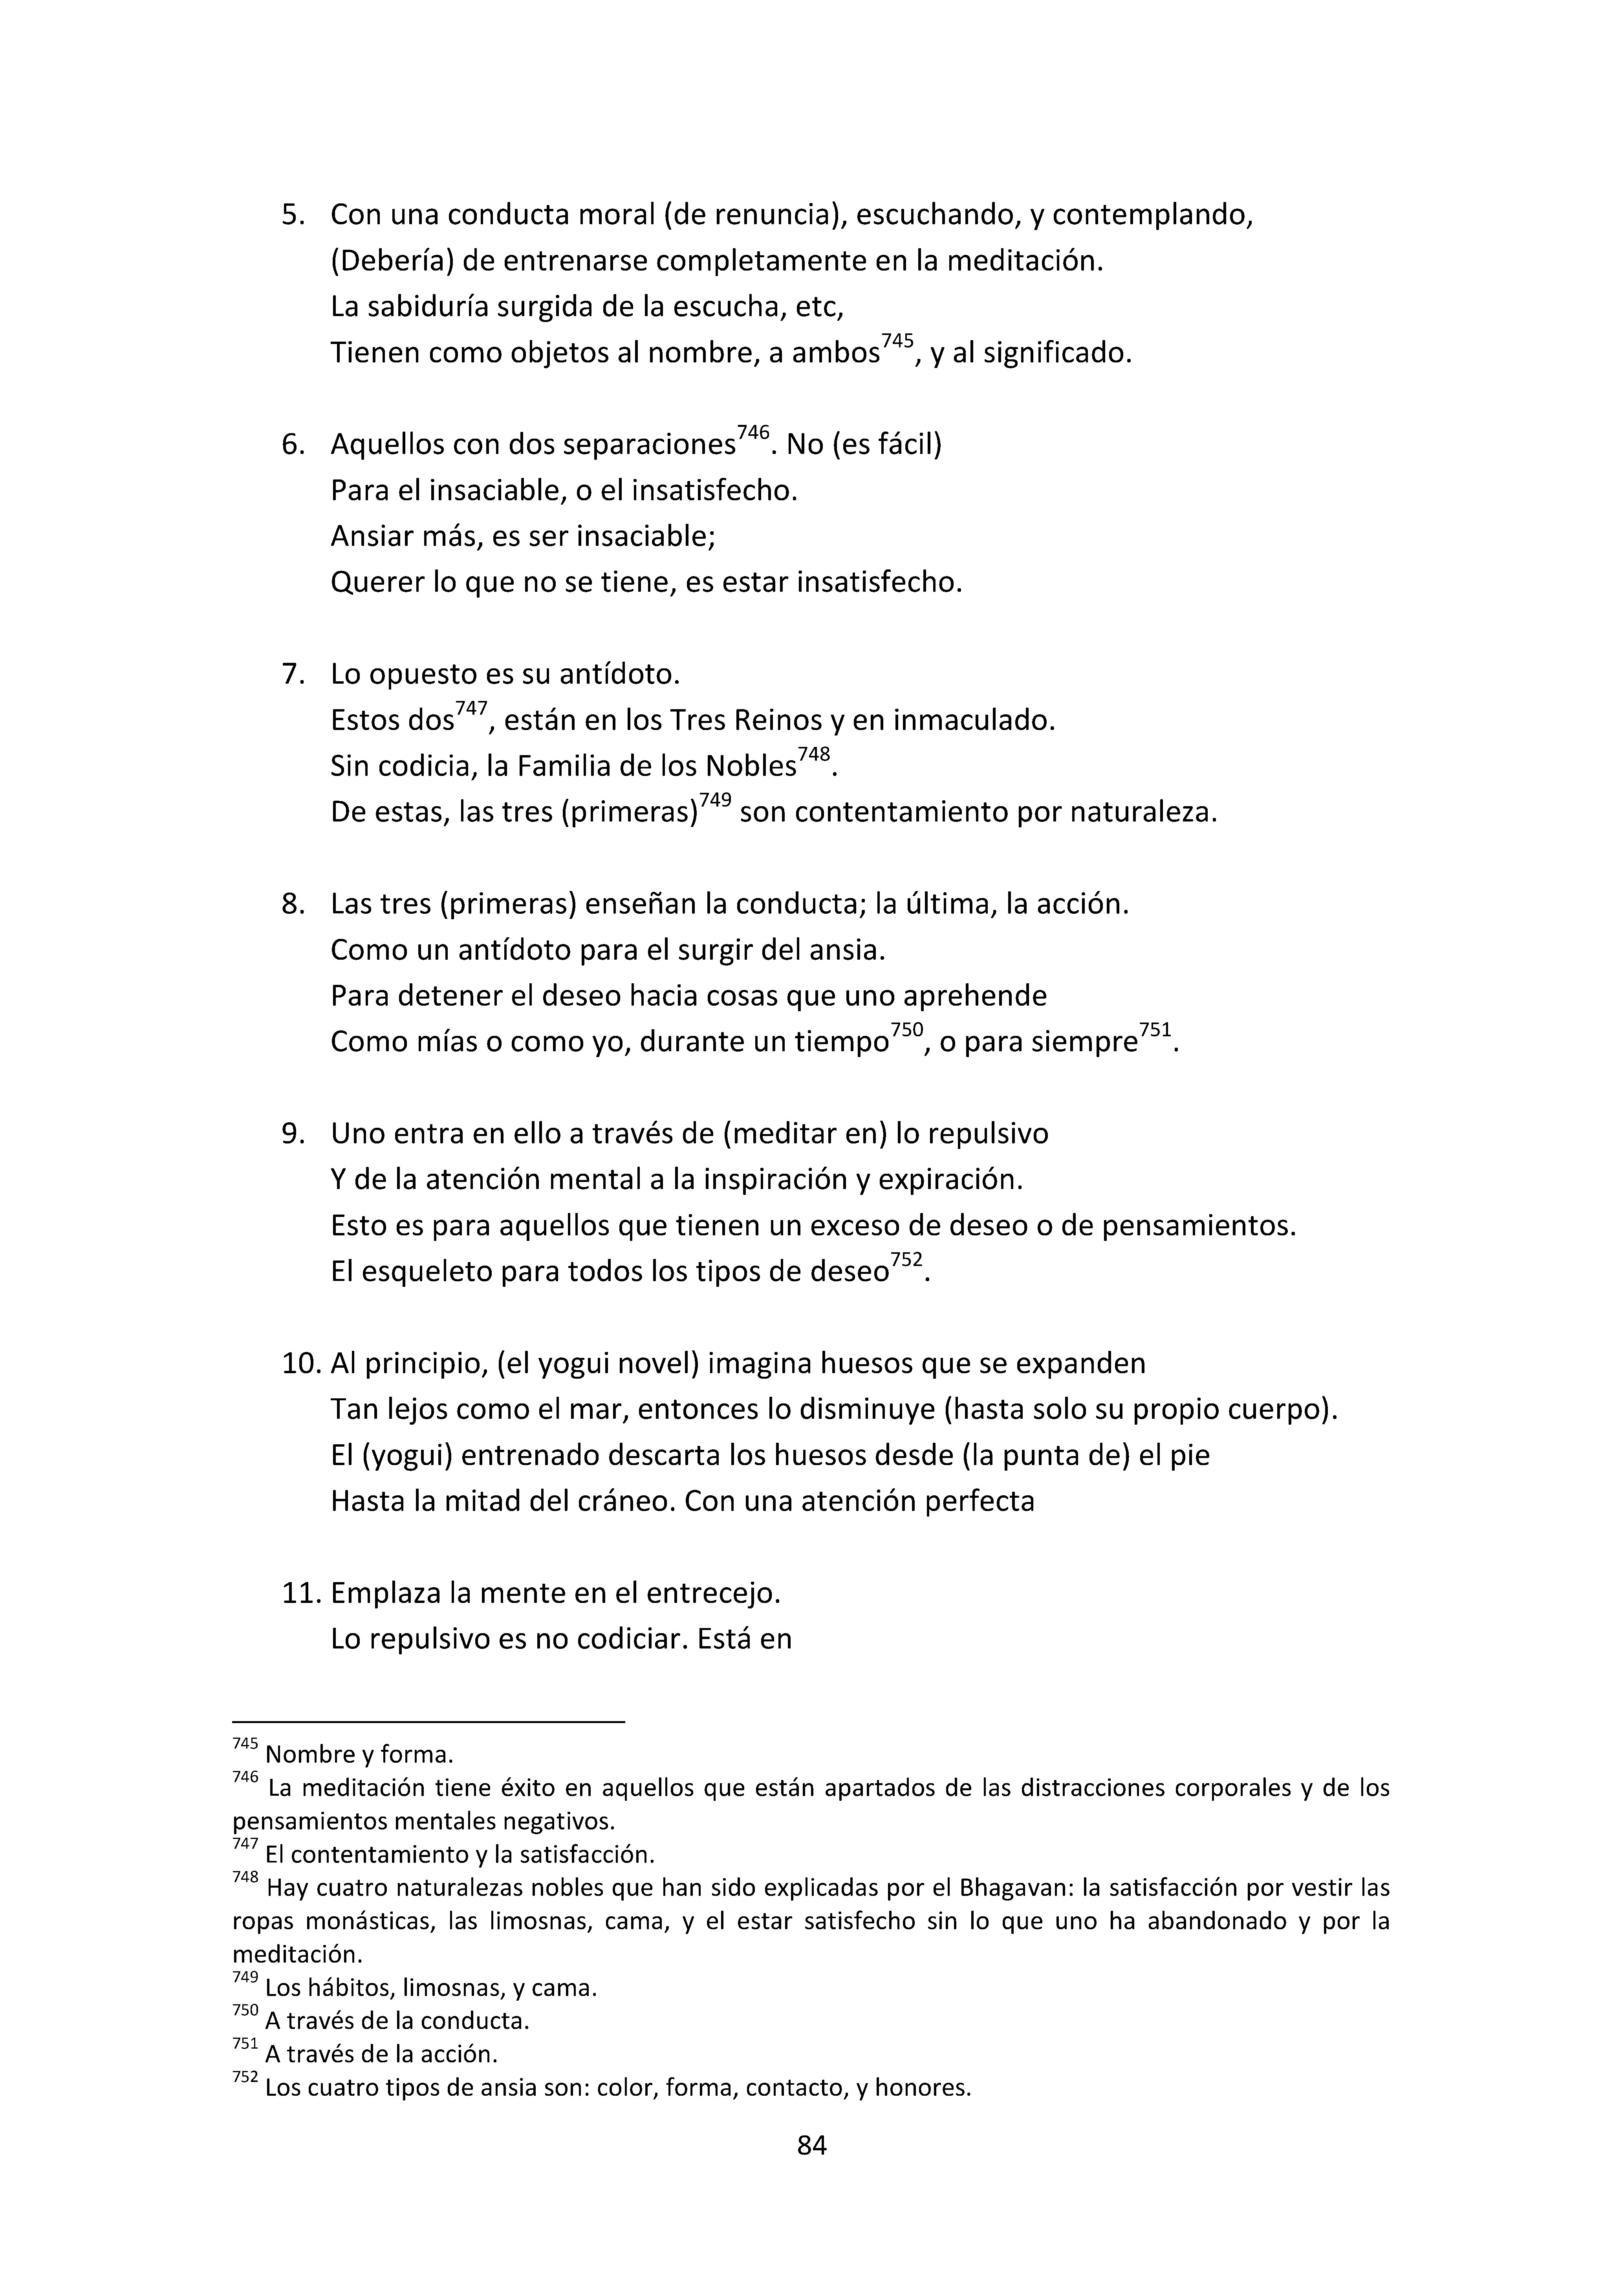 5. Con una conducta moral (de renuncia), escuchando, y contemplando,
(Debería) de entrenarse completamente en la meditación.
La sabiduría surgida de la escucha, etc,
Tienen como objetos al nombre, a ambos745, y al significado.
6. Aquellos con dos separaciones746. No (es fácil)
Para el insaciable, o el insatisfecho.
Ansiar más, es ser insaciable;
Querer lo que no se tiene, es estar insatisfecho.
7. Lo opuesto es su antídoto.
Estos dos747, están en los Tres Reinos y en inmaculado.
Sin codicia, la Familia de los Nobles748.
De estas, las tres (primeras)749 son contentamiento por naturaleza.
8. Las tres (primeras) enseñan la conducta; la última, la acción.
Como un antídoto para el surgir del ansia.
Para detener el deseo hacia cosas que uno aprehende
Como mías o como yo, durante un tiempo750, o para siempre751.
9. Uno entra en ello a través de (meditar en) lo repulsivo
Y de la atención mental a la inspiración y expiración.
Esto es para aquellos que tienen un exceso de deseo o de pensamientos.
El esqueleto para todos los tipos de deseo752.
10. Al principio, (el yogui novel) imagina huesos que se expanden
Tan lejos como el mar, entonces lo disminuye (hasta solo su propio cuerpo).
El (yogui) entrenado descarta los huesos desde (la punta de) el pie
Hasta la mitad del cráneo. Con una atención perfecta
11. Emplaza la mente en el entrecejo.
Lo repulsivo es no codiciar. Está en
745 Nombre y forma.
746 La meditación tiene éxito en aquellos que están apartados de las distracciones corporales y de los
pensamientos mentales negativos.
747 El contentamiento y la satisfacción.
748 Hay cuatro naturalezas nobles que han sido explicadas por el Bhagavan: la satisfacción por vestir las
ropas monásticas, las limosnas, cama, y el estar satisfecho sin lo que uno ha abandonado y por la
meditación.
749 Los hábitos, limosnas, y cama.
750 A través de la conducta.
751 A través de la acción.
752 Los cuatro tipos de ansia son: color, forma, contacto, y honores.
84